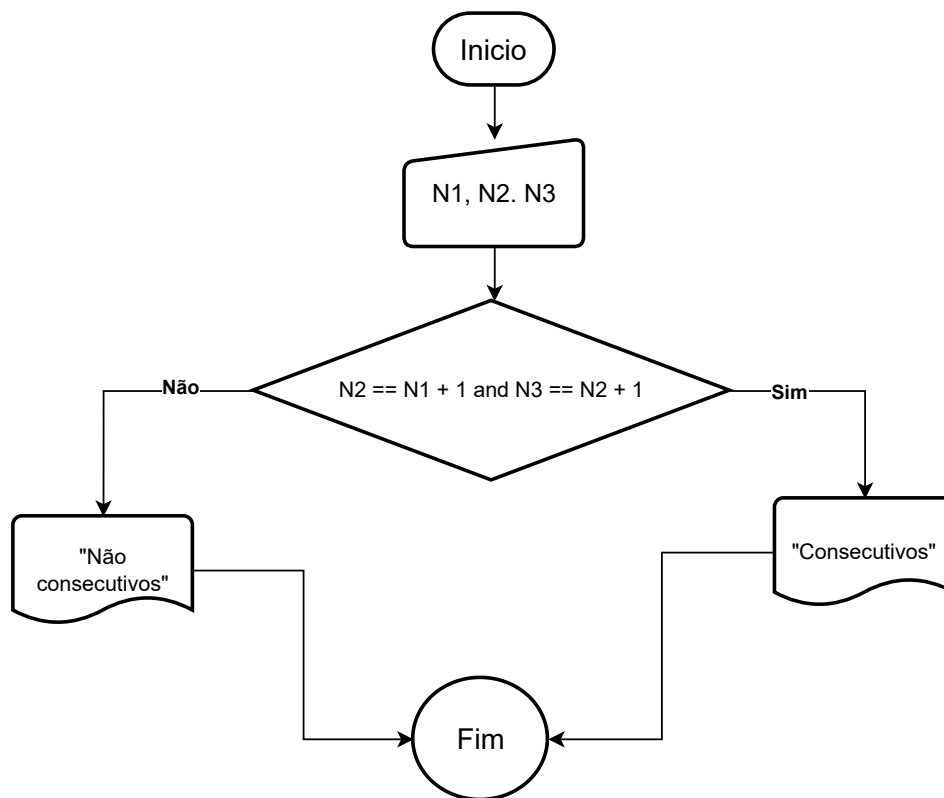 Inicio
N1, N2. N3
N2 == N1 + 1 and N3 == N2 + 1
Não
Sim
"Não
consecutivos"
"Consecutivos"
Fim